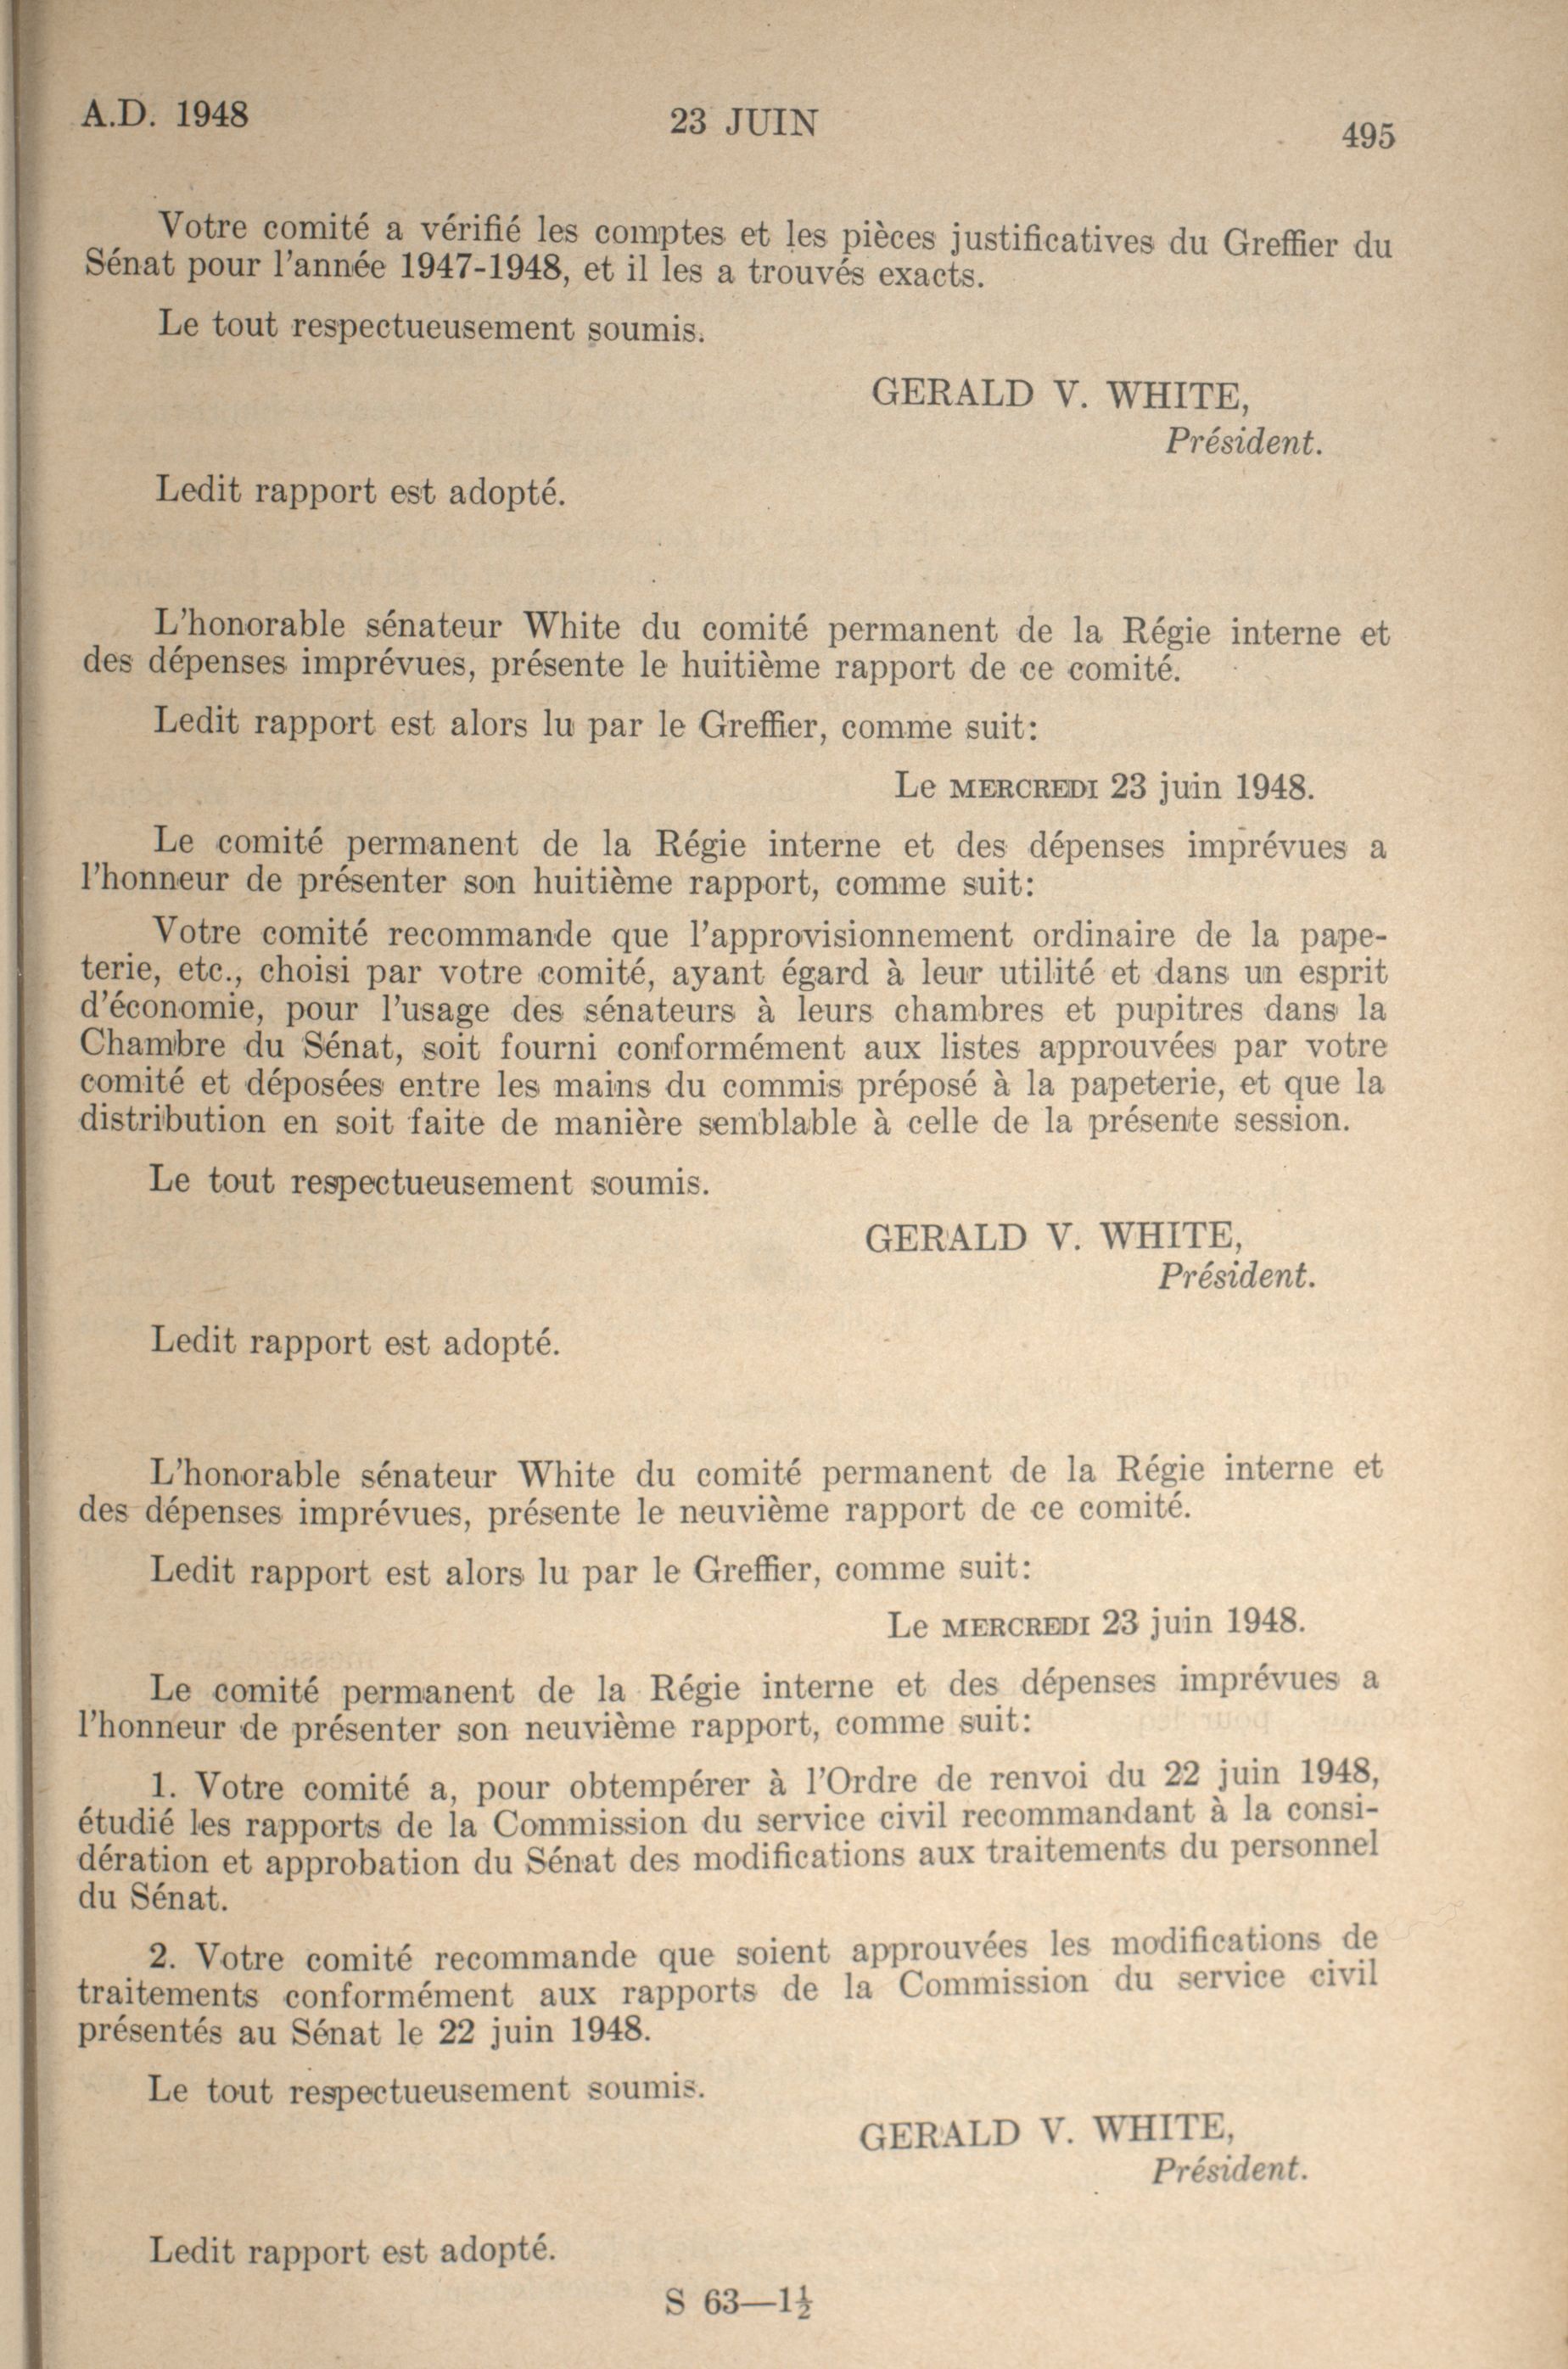 A.D. 1948
23 JUIN
495
Votre comité a vérifié les comptes et les pièces justificatives du Greffier du
Sénat pour l'année 1947-1948, et il les a trouvés exacts.
Le tout respectueusement soumis.
GERALD V. WHITE,
Président.
Ledit rapport est adopté.
L'honorable sénateur White du comité permanent de la Régie interne et
des dépenses imprévues, présente le huitième rapport de ce comité.
Ledit rapport est alors lu par le Greffier, comme suit:
Le MERCREDI 23 juin 1948.
Le comité permanent de la Régie interne et des dépenses imprévues a
l'honneur de présenter son huitième rapport, comme suit:
Votre comité recommande que l'approvisionnement ordinaire de la pape-
terie, etc., choisi par votre comité, ayant égard à leur utilité et dans un esprit
d'économie, pour l'usage des sénateurs à leurs chambres et pupitres dans la
Chambre du Sénat, soit fourni conformément aux listes approuvées par votre
comité et déposées entre les mains du commis préposé à la papeterie, et que la
distribution en soit faite de manière semblable à celle de la présente session.
Le tout respectueusement soumis.
GERALD V. WHITE,
Président.
Ledit rapport est adopté.
L'honorable sénateur White du comité permanent de la Régie interne et
des dépenses imprévues, présente le neuvième rapport de ce comité.
Ledit rapport est alors lu par le Greffier, comme suit:
Le MERCREDI 23 juin 1948.
Le comité permanent de la Régie interne et des dépenses imprévues a
l'honneur de présenter son neuvième rapport, comme suit:
1. Votre comité a, pour obtempérer à l'Ordre de renvoi du 22 juin 1948,
étudié les rapports de la Commission du service civil recommandant à la consi-
dération et approbation du Sénat des modifications aux traitements du personnel
du Sénat.
2. Votre comité recommande que soient approuvées les modifications de
traitements conformément aux rapports de la Commission du service civil
présentés au Sénat le 22 juin 1948.
Le tout respectueusement soumis.
GERALD V. WHITE,
Président.
Ledit rapport est adopté.
S 63—1½